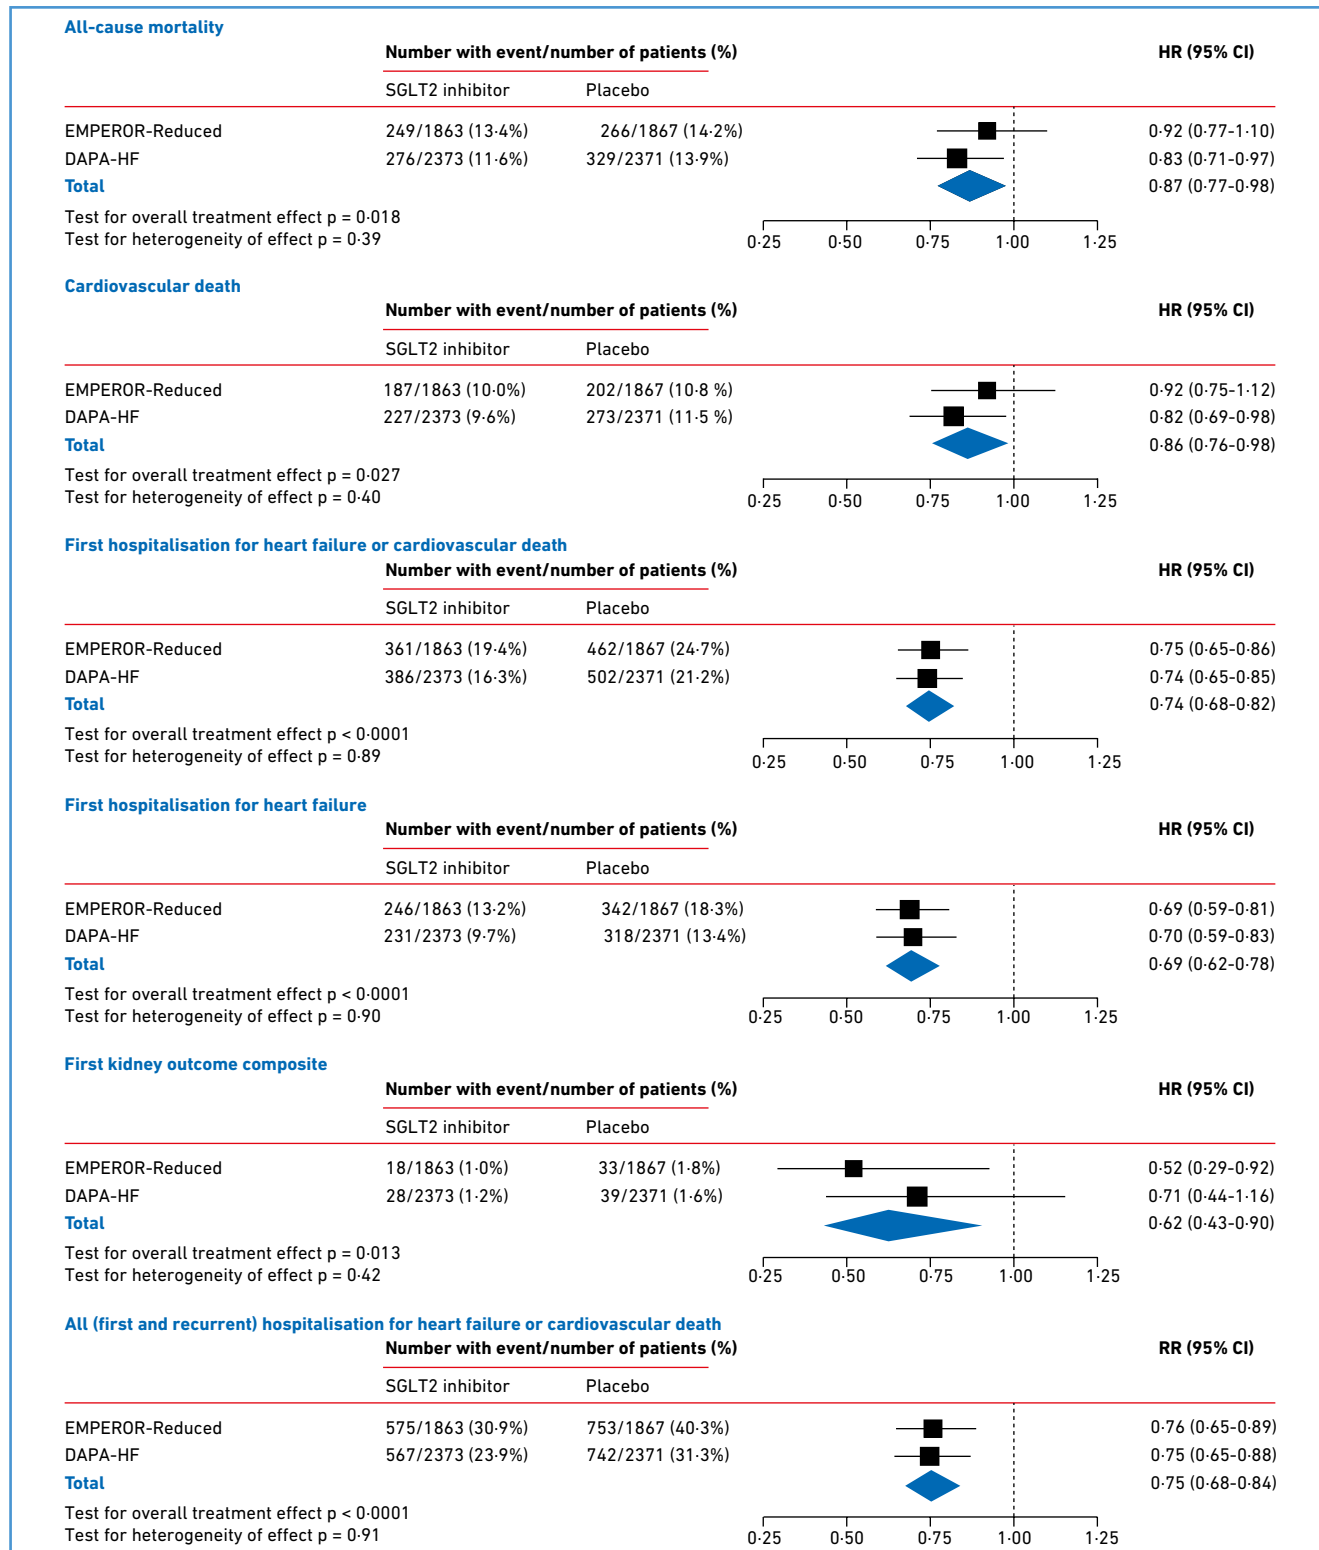 All-cause mortality
Number with event/number of patients (%) HR (95% CI)
SGLT2 inhibitor Placebo
EMPEROR-Reduced 249/1863 (13·4%) 266/1867 (14·2%) 0·92 (0·77-1·10)
DAPA-HF 276/2373 (11·6%) 329/2371 (13·9%) 0·83 (0·71-0·97)
Total 0·87 (0·77-0·98)
Test for overall treatment effect p = 0·018
Test for heterogeneity of effect p = 0·39
0·25 0·50 0·75 1·00 1·25
Cardiovascular death
Number with event/number of patients (%) HR (95% CI)
SGLT2 inhibitor Placebo
EMPEROR-Reduced 187/1863 (10·0%) 202/1867 (10·8 %) 0·92 (0·75-1·12)
DAPA-HF 227/2373 (9·6%) 273/2371 (11·5 %) 0·82 (0·69-0·98)
Total 0·86 (0·76-0·98)
Test for overall treatment effect p = 0·027
Test for heterogeneity of effect p = 0·40
0·25 0·50 0·75 1·00 1·25
First hospitalisation for heart failure or cardiovascular death
Number with event/number of patients (%) HR (95% CI)
SGLT2 inhibitor Placebo
EMPEROR-Reduced 361/1863 (19·4%) 462/1867 (24·7%) 0·75 (0·65-0·86)
DAPA-HF 386/2373 (16·3%) 502/2371 (21·2%) 0·74 (0·65-0·85)
Total 0·74 (0·68-0·82)
Test for overall treatment effect p < 0·0001
Test for heterogeneity of effect p = 0·89
0·25 0·50 0·75 1·00 1·25
First hospitalisation for heart failure
Number with event/number of patients (%) HR (95% CI)
SGLT2 inhibitor Placebo
EMPEROR-Reduced 246/1863 (13·2%) 342/1867 (18·3%) 0·69 (0·59-0·81)
DAPA-HF 231/2373 (9·7%) 318/2371 (13·4%) 0·70 (0·59-0·83)
Total 0·69 (0·62-0·78)
Test for overall treatment effect p < 0·0001
Test for heterogeneity of effect p = 0·90
0·25 0·50 0·75 1·00 1·25
First kidney outcome composite
Number with event/number of patients (%) HR (95% CI)
SGLT2 inhibitor Placebo
EMPEROR-Reduced 18/1863 (1·0%) 33/1867 (1·8%) 0·52 (0·29-0·92)
DAPA-HF 28/2373 (1·2%) 39/2371 (1·6%) 0·71 (0·44-1·16)
Total 0·62 (0·43-0·90)
Test for overall treatment effect p = 0·013
Test for heterogeneity of effect p = 0·42
0·25 0·50 0·75 1·00 1·25
All (first and recurrent) hospitalisation for heart failure or cardiovascular death
Number with event/number of patients (%) RR (95% CI)
SGLT2 inhibitor Placebo
EMPEROR-Reduced 575/1863 (30·9%) 753/1867 (40·3%) 0·76 (0·65-0·89)
DAPA-HF 567/2373 (23·9%) 742/2371 (31·3%) 0·75 (0·65-0·88)
Total 0·75 (0·68-0·84)
Test for overall treatment effect p < 0·0001
Test for heterogeneity of effect p = 0·91
0·25 0·50 0·75 1·00 1·25